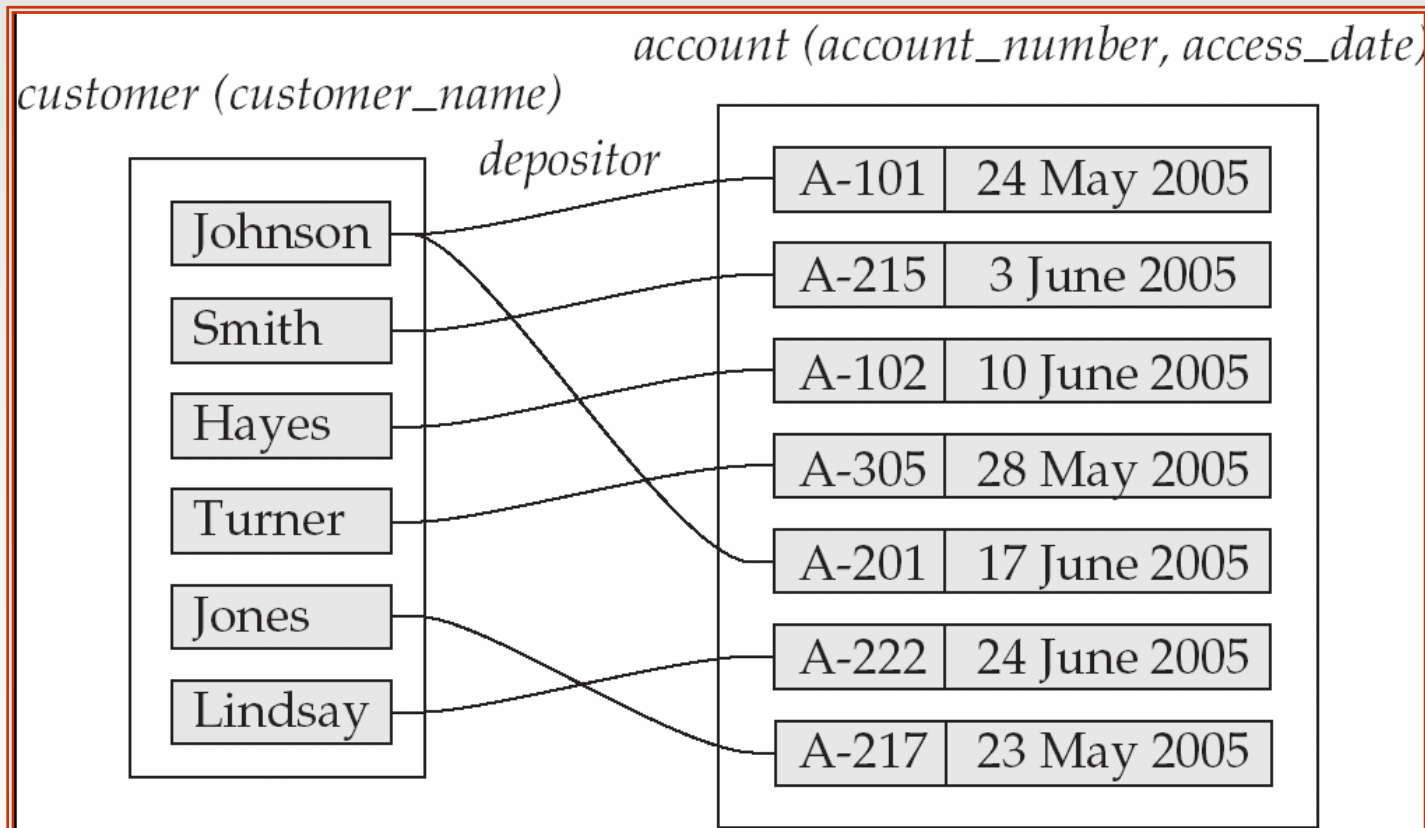 account (account_number, access_date)
customer (customer_name)
depositor
Johnson
Smith
Hayes
Turner
Jones
Lindsay
A-101 24 May 2005
A-215 3 June 2005
A-102 10 June 2005
A-305 28 May 2005
A-201 17 June 2005
A-222 24 June 2005
A-217 23 May 2005